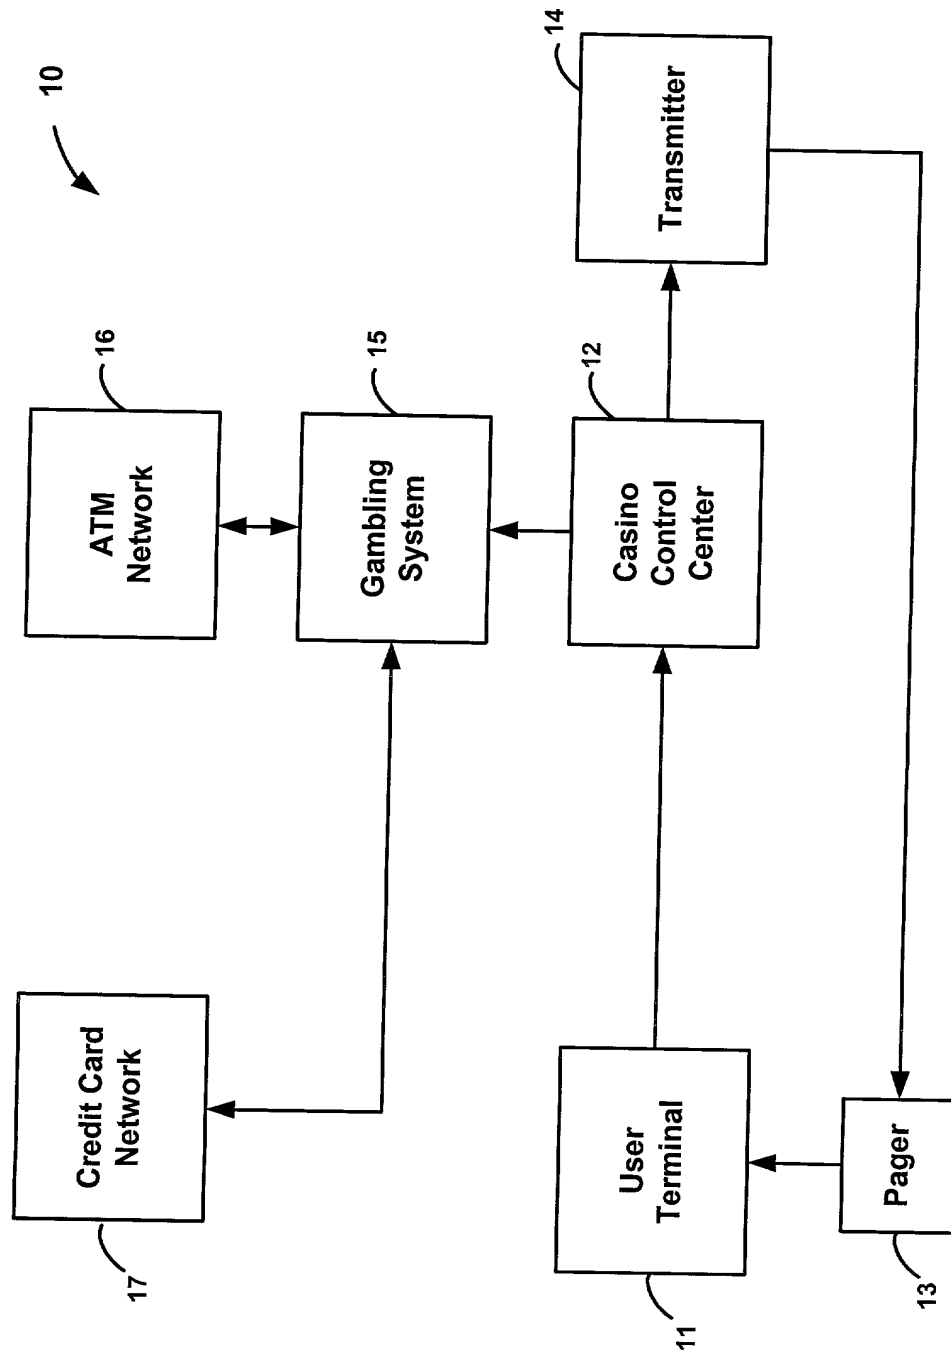 10
Credit Card
Network
17
ATM
Network
16
Gambling
System
15
User
Terminal
11
Casino
Control
Center
12
Transmitter
14
Pager
13